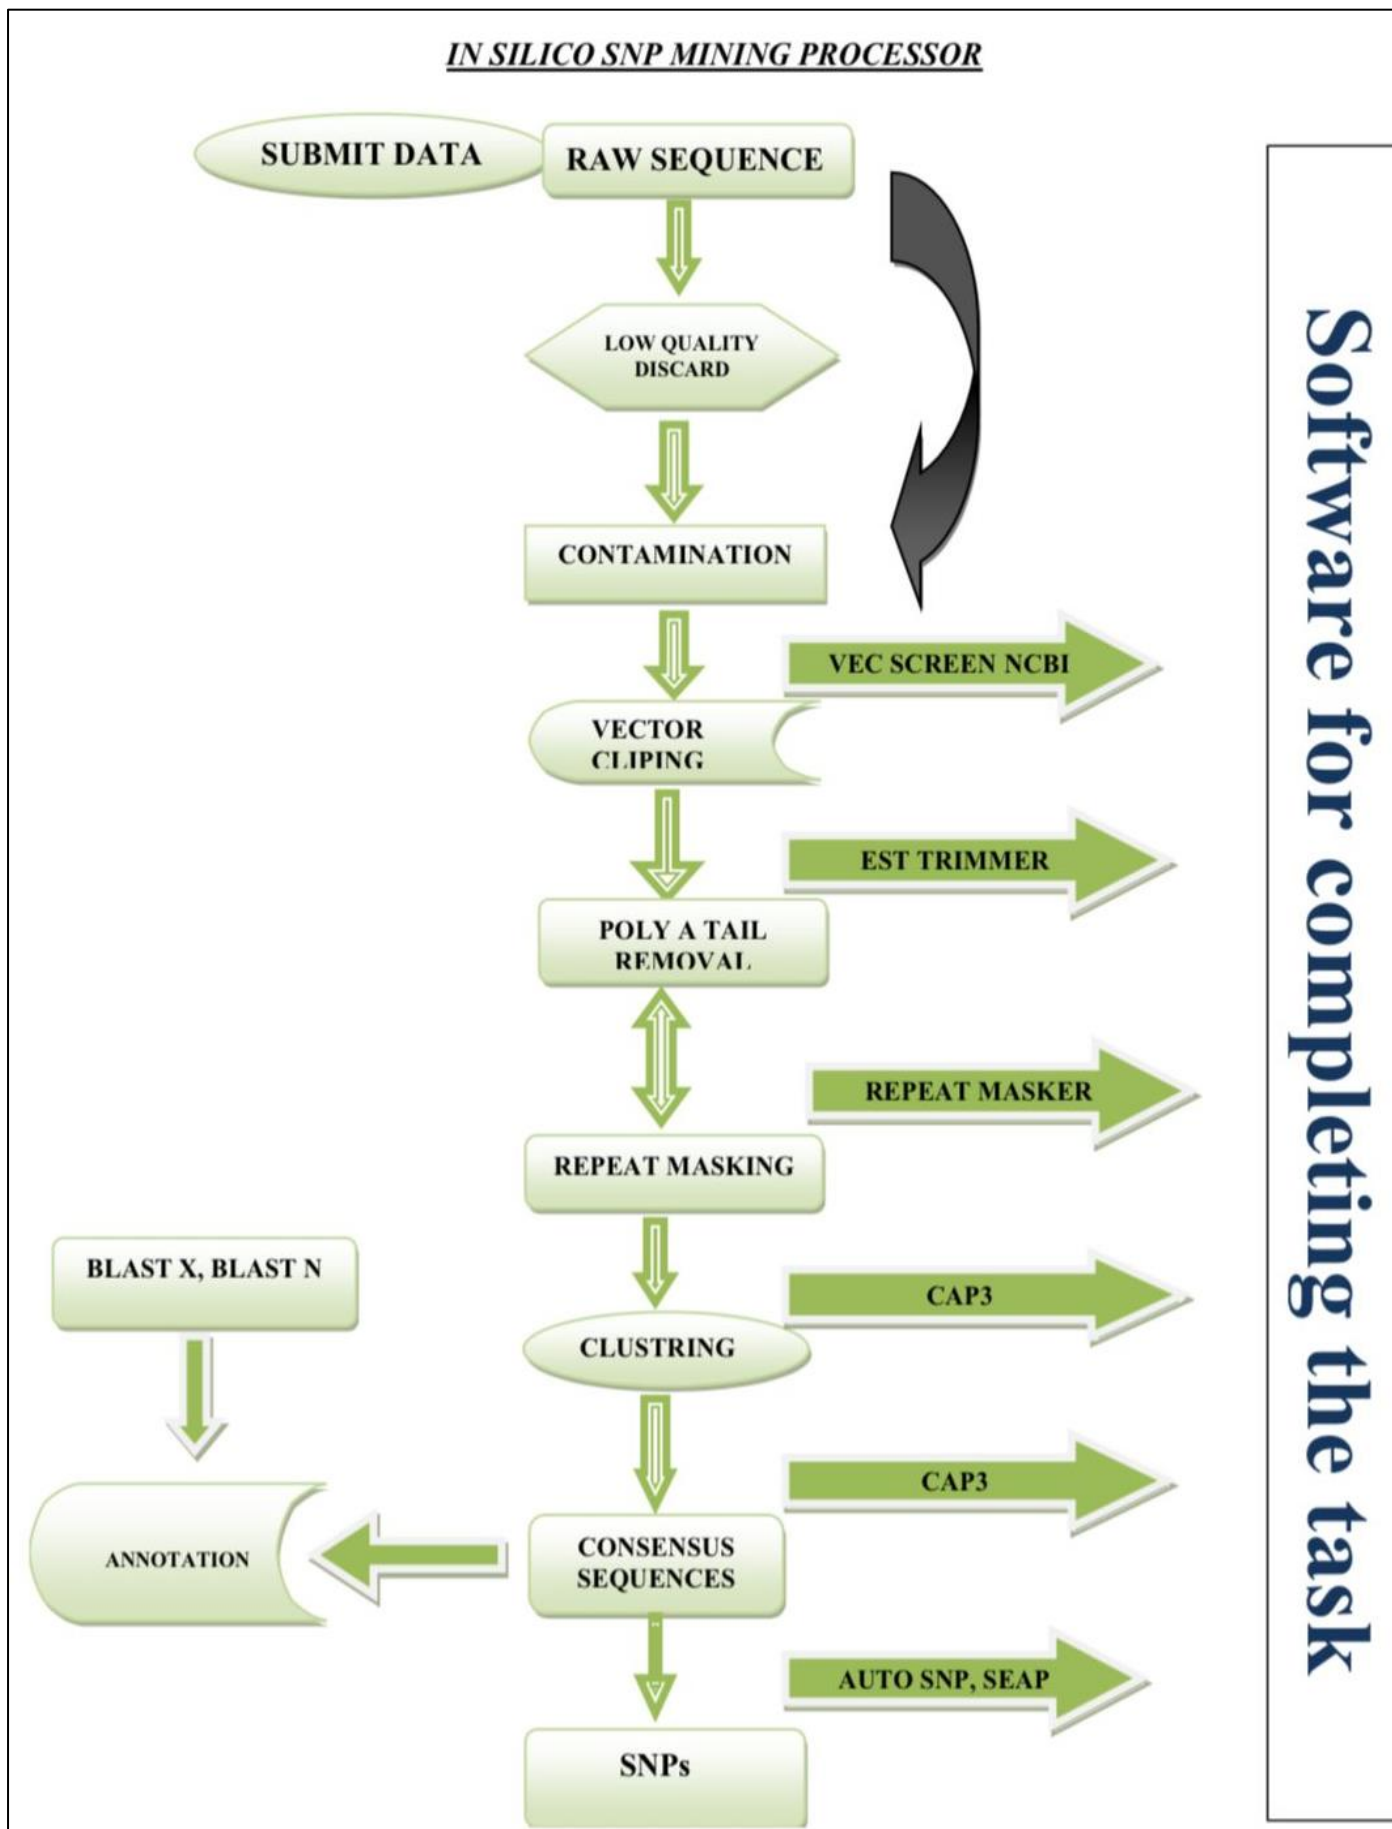 IN SILICO SNP MINING PROCESSOR
SUBMIT DATA
RAW SEQUENCE
LOW QUALITY
DISCARD
CONTAMINATION
VEC SCREEN NCBI
VECTOR
CLIPING
EST TRIMMER
POLY A TAIL
REMOVAL
REPEAT MASKER
REPEAT MASKING
BLAST X, BLAST N
CAP3
CLUSTRING
CAP3
CONSENSUS
SEQUENCES
ANNOTATION
AUTO SNP, SEAP
SNPs
Software for completing the task